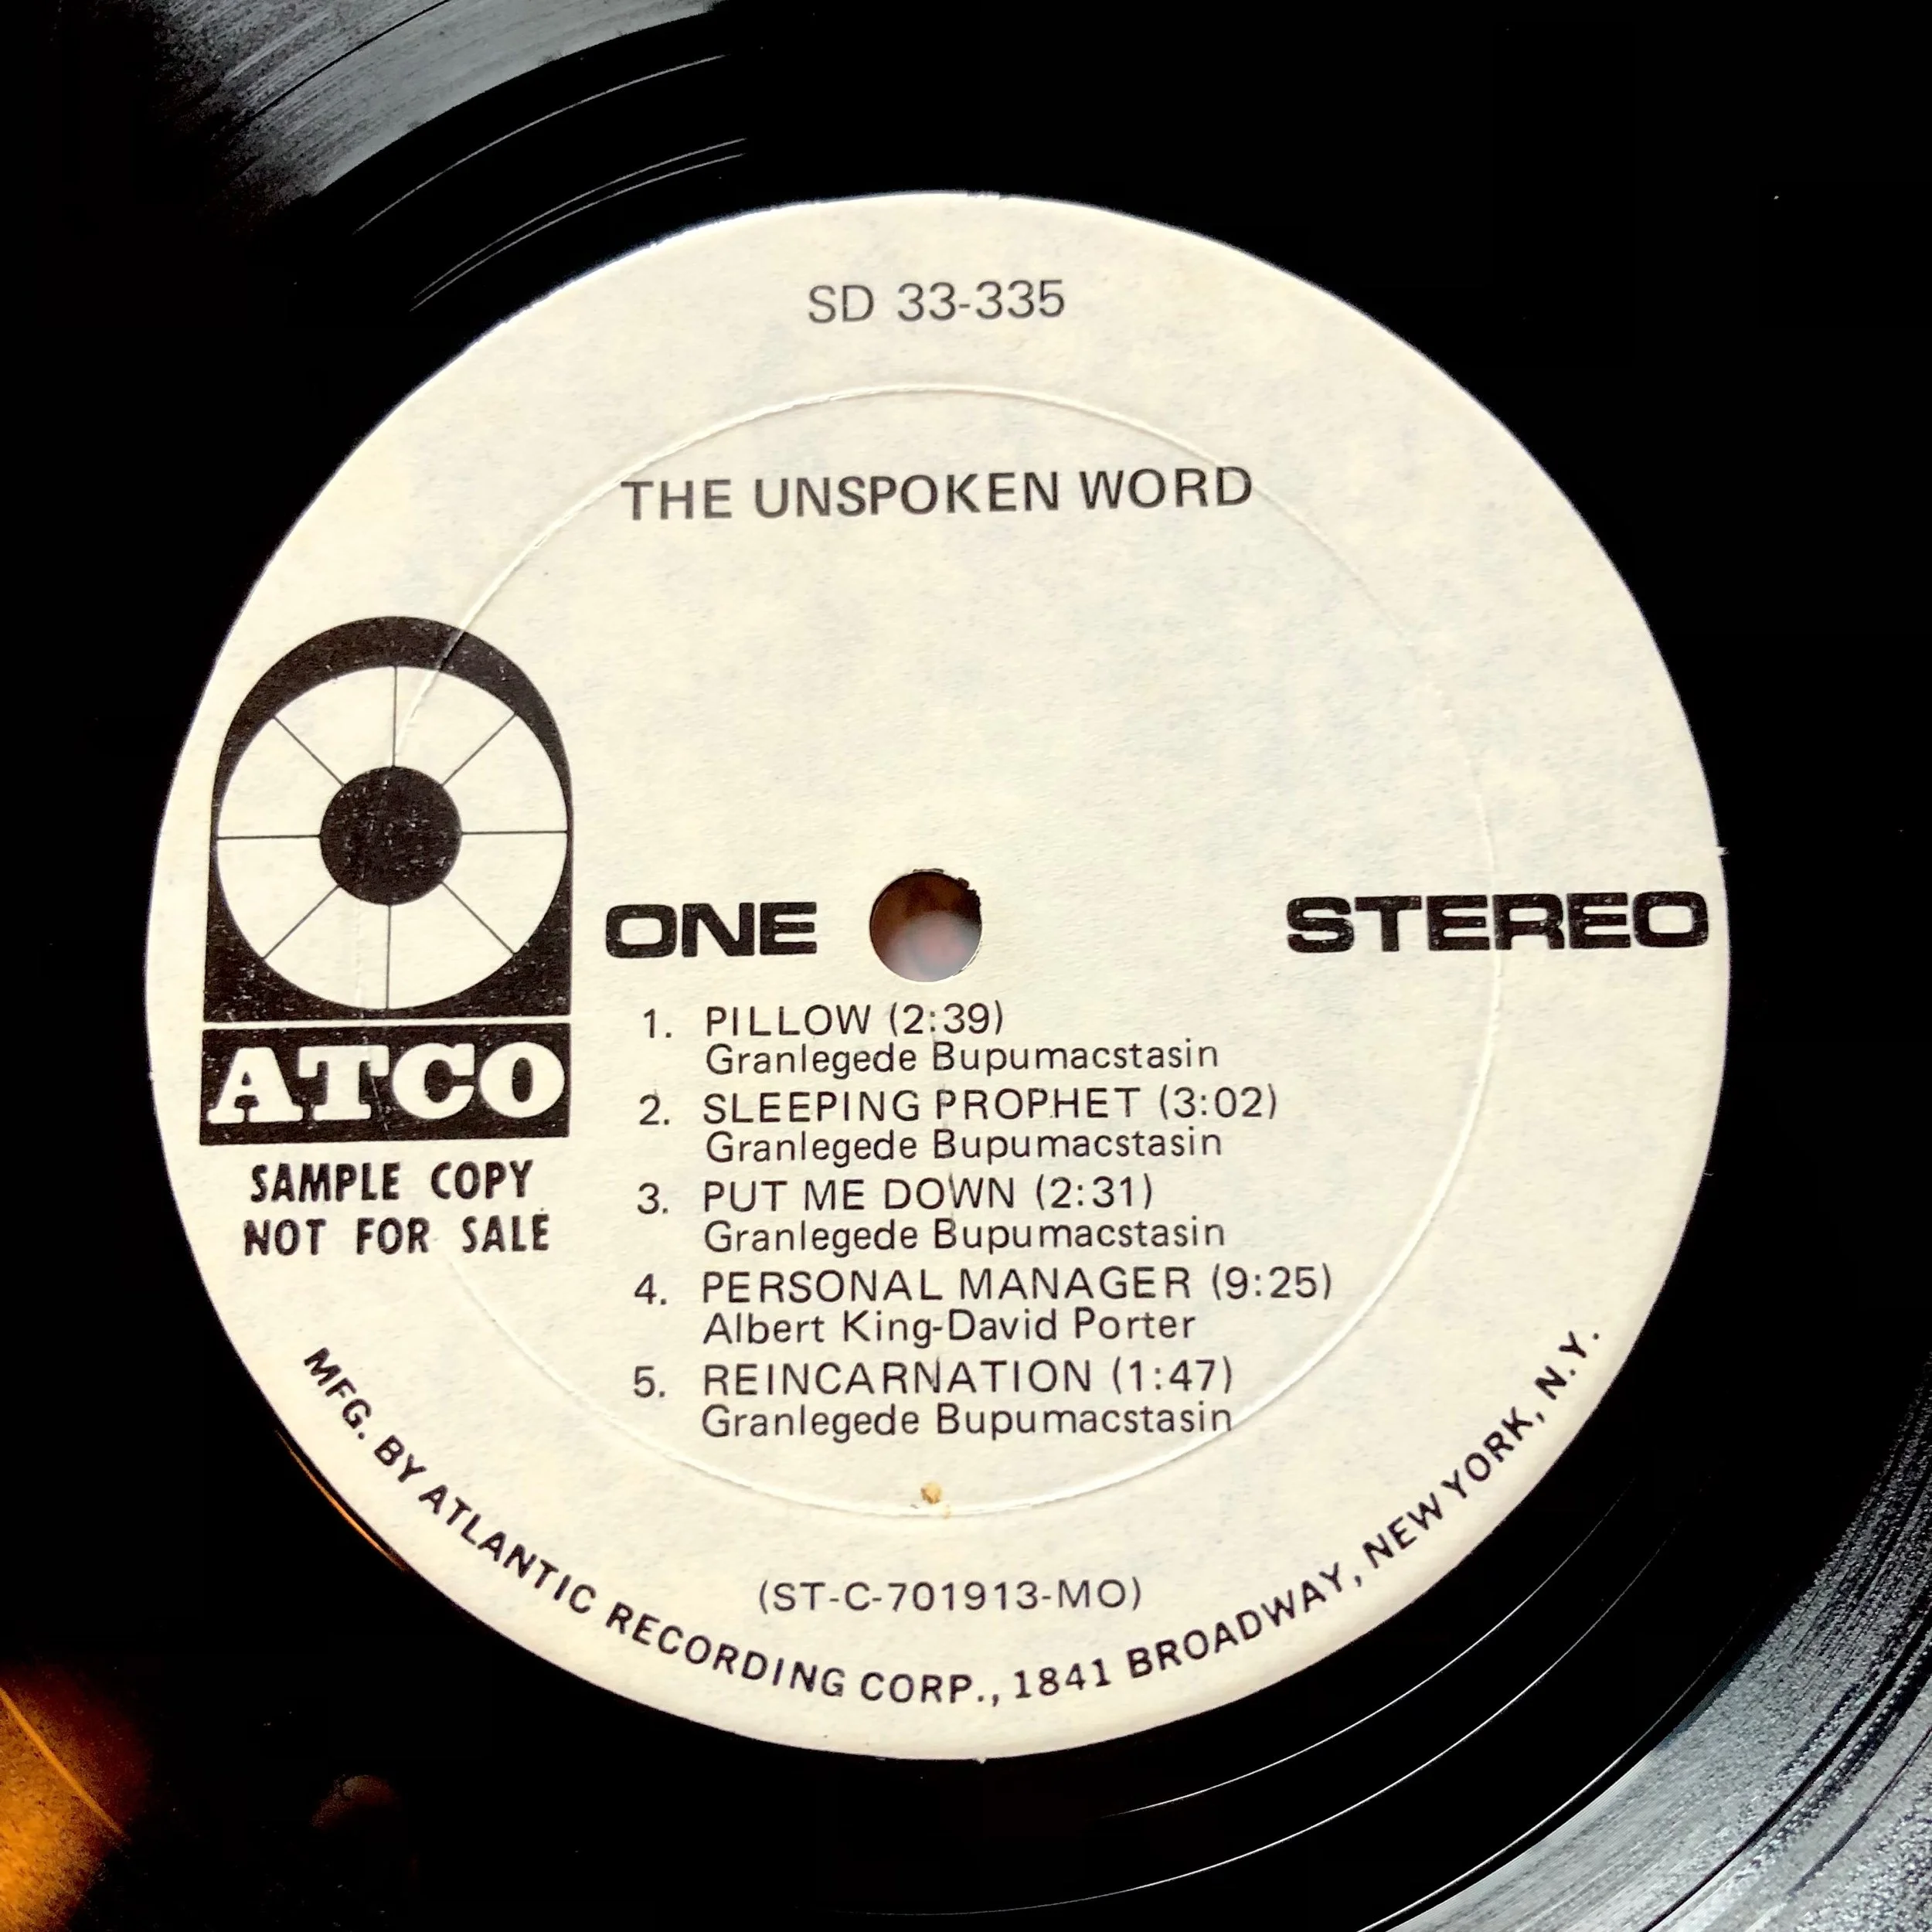 SD 33-335
THE UNSPOKEN WORD
ATCO
SAMPLE COPY
NOT FOR SALE
ONE
STEREO
1. PILLOW (2:39)
Granlegede Bupumacstasin
2. SLEEPING PROPHET (3:02)
Granlegede Bupumacstasin
3. PUT ME DOWN (2:31)
Granlegede Bupumacstasin
4. PERSONAL MANAGER (9:25)
Albert King-David Porter
5. REINCARNATION (1:47)
Granlegede Bupumacstasin
(ST-C-701913-MO)
MFG. BY ATLANTIC RECORDING CORP., 1841 BROADWAY, NEW YORK, N.Y.